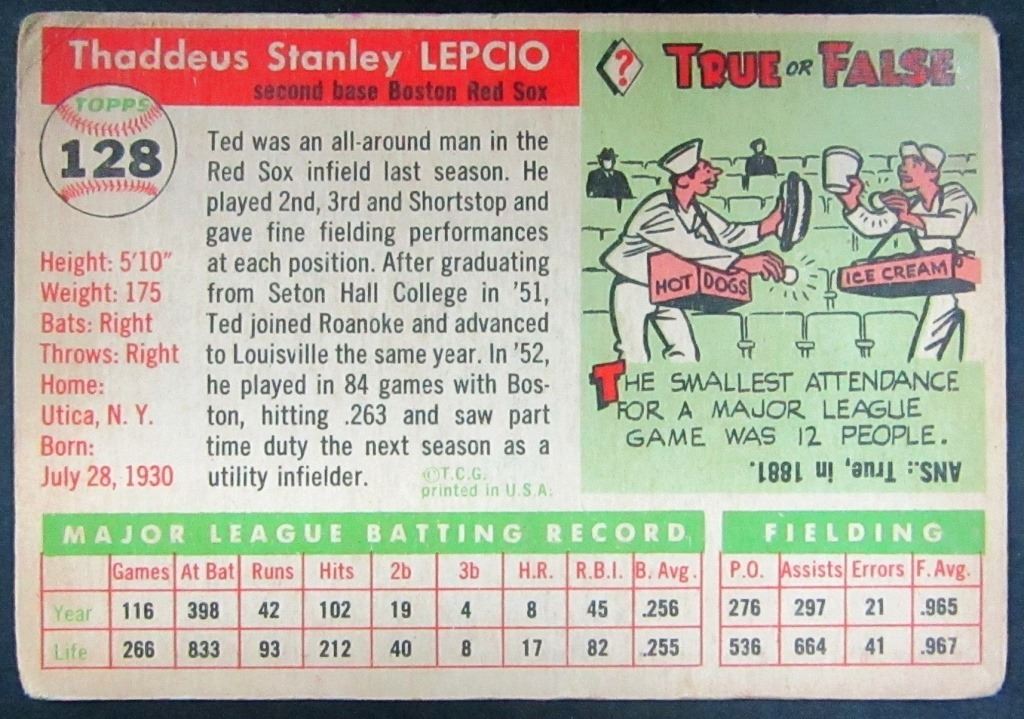 Thaddeus Stanley LEPCIO
second base Boston Red Sox
TOPPS
128
Height: 5'10"
Weight: 175
Bats: Right
Throws: Right
Home:
Utica, N. Y.
Born:
July 28, 1930
Ted was an all-around man in the
Red Sox infield last season. He
played 2nd, 3rd and Shortstop and
gave fine fielding performances
at each position. After graduating
from Seton Hall College in '51,
Ted joined Roanoke and advanced
to Louisville the same year. In '52,
he played in 84 games with Bos-
ton, hitting .263 and saw part
time duty the next season as a
utility infielder.
©T.C.G.
printed in U.S.A.
?
TRUE OR FALSE
HOT DOGS
ICE CREAM
THE SMALLEST ATTENDANCE
FOR A MAJOR LEAGUE
GAME WAS 12 PEOPLE.
ANS.: True, in 1881.
MAJOR LEAGUE BATTING RECORD
Games At Bat Runs Hits 2b 3b H.R. R.B.I. B. Avg.
Year 116 398 42 102 19 4 8 45 .256
Life 266 833 93 212 40 8 17 82 .255
FIELDING
P.O. Assists Errors F. Avg.
276 297 21 .965
536 664 41 .967